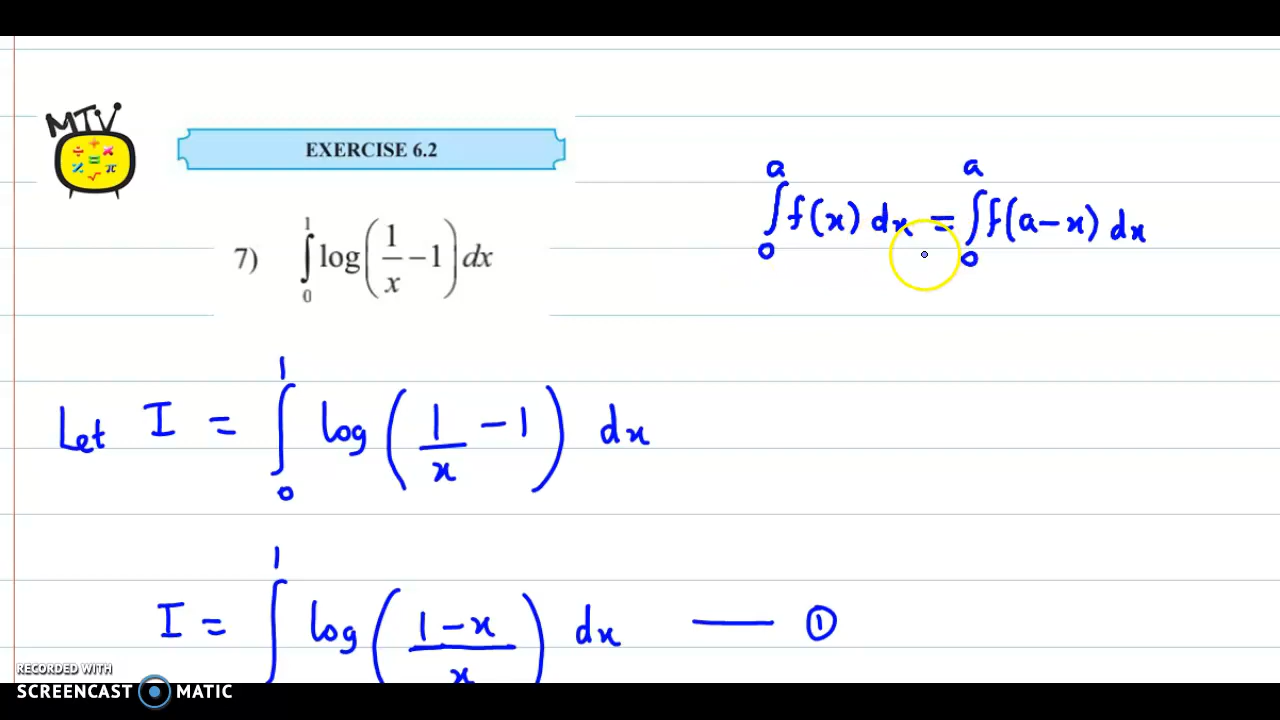 MTV
÷ + × ٪ = π √
EXERCISE 6.2
7) ∫₀¹ log(1/x − 1) dx
∫₀ᵃ f(x) dx = ∫₀ᵃ f(a−x) dx
Let I = ∫₀¹ log(1/x − 1) dx
I = ∫¹ log((1−x)/x) dx —— ①
RECORDED WITH
SCREENCAST MATIC